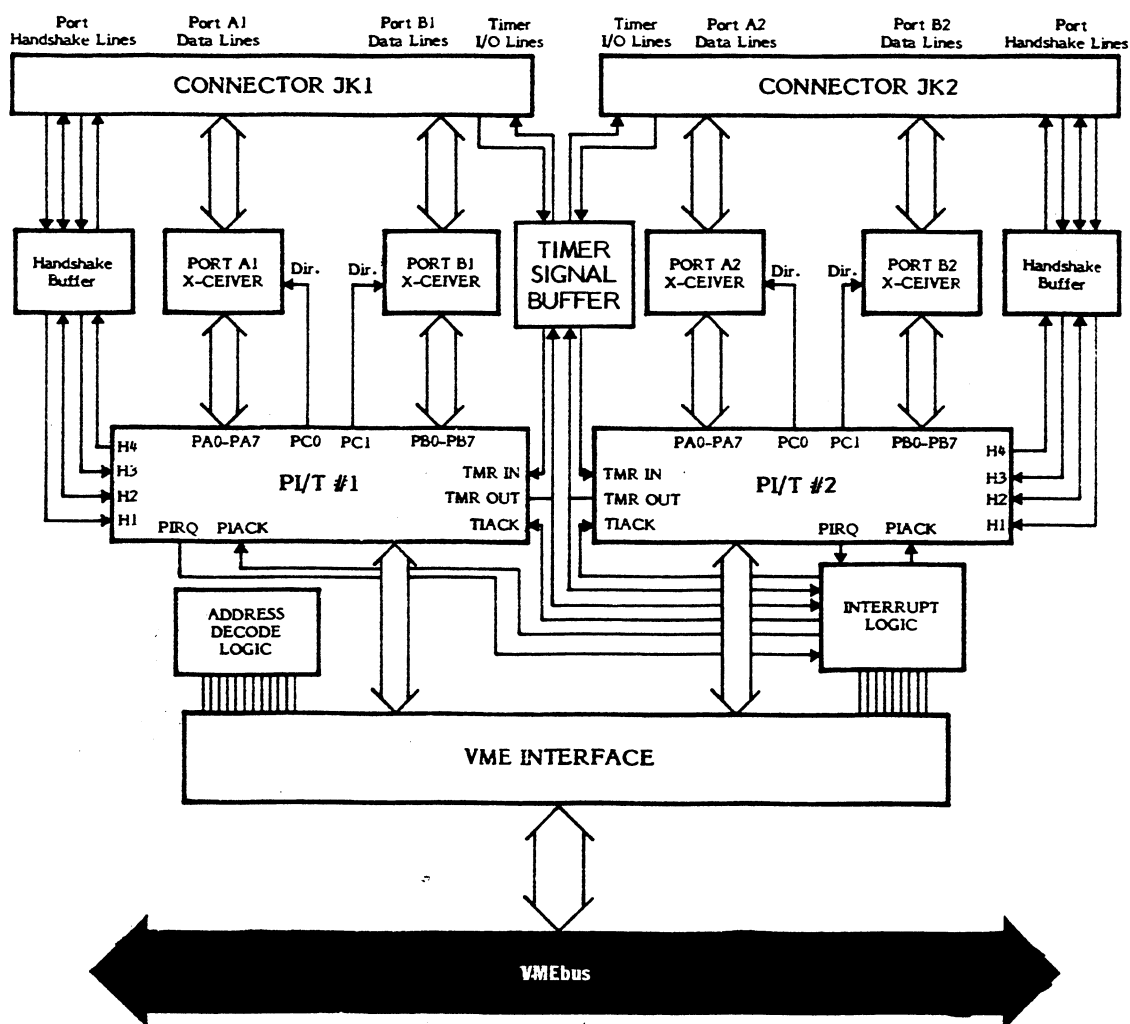 Port
Handshake Lines
Port A1
Data Lines
Port B1
Data Lines
Timer
I/O Lines
Timer
I/O Lines
Port A2
Data Lines
Port B2
Data Lines
Port
Handshake Lines
CONNECTOR JK1
CONNECTOR JK2
Handshake
Buffer
PORT A1
X-CEIVER
Dir.
Dir.
PORT B1
X-CEIVER
TIMER
SIGNAL
BUFFER
PORT A2
X-CEIVER
Dir.
Dir.
PORT B2
X-CEIVER
Handshake
Buffer
H4
H3
H2
H1
PA0-PA7
PC0
PC1
PB0-PB7
PI/T #1
TMR IN
TMR OUT
TIACK
PIRQ
PIACK
PA0-PA7
PC0
PC1
PB0-PB7
TMR IN
TMR OUT
TIACK
PI/T #2
H4
H3
H2
H1
PIRQ
PIACK
ADDRESS
DECODE
LOGIC
INTERRUPT
LOGIC
VME INTERFACE
VMEbus